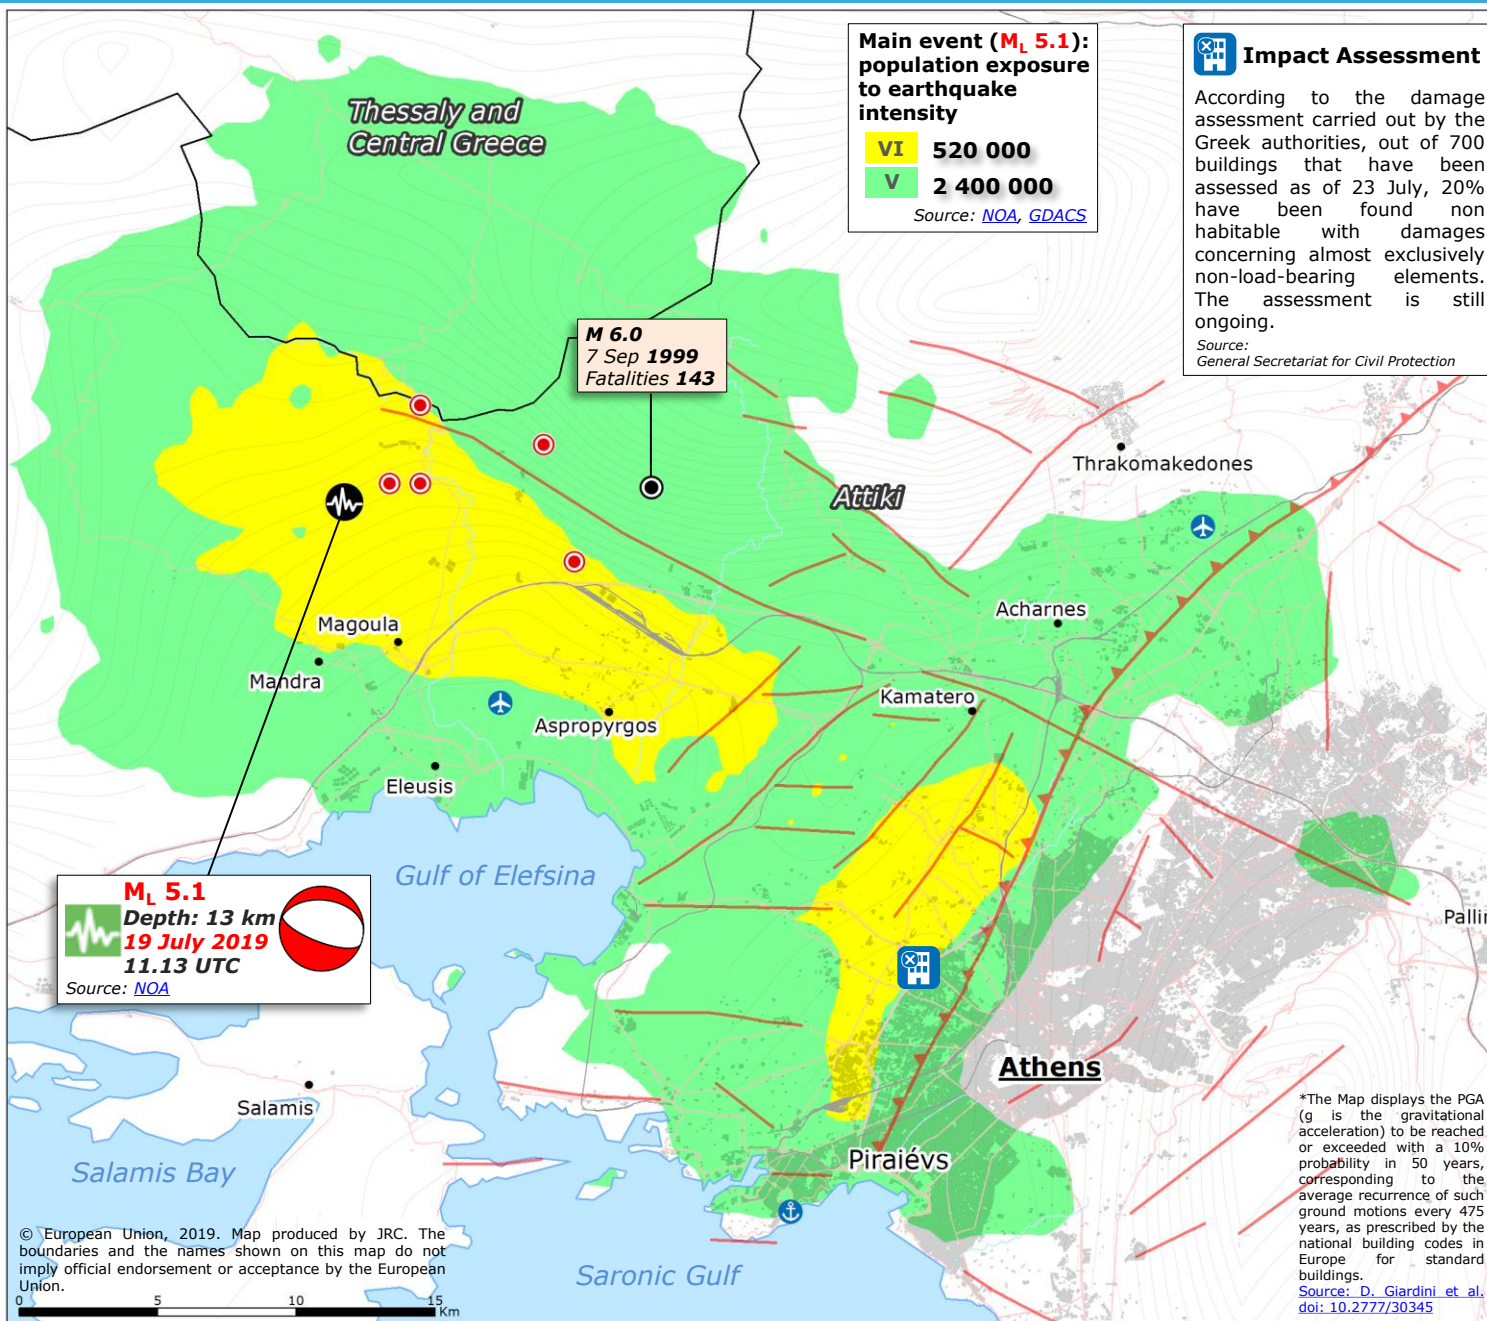 Main event (ML 5.1):
population exposure
to earthquake
intensity
VI 520 000
V 2 400 000
Source: NOA, GDACS
Impact Assessment
According to the damage
assessment carried out by the
Greek authorities, out of 700
buildings that have been
assessed as of 23 July, 20%
have been found non
habitable with damages
concerning almost exclusively
non-load-bearing elements.
The assessment is still
ongoing.
Source:
General Secretariat for Civil Protection
Thessaly and
Central Greece
M 6.0
7 Sep 1999
Fatalities 143
Thrakomakedones
Attiki
Acharnes
Magoula
Mandra
Kamatero
Aspropyrgos
Eleusis
Gulf of Elefsina
ML 5.1
Depth: 13 km
19 July 2019
11.13 UTC
Source: NOA
Pallin
Athens
Salamis
Piraiévs
Salamis Bay
Saronic Gulf
*The Map displays the PGA
(g is the gravitational
acceleration) to be reached
or exceeded with a 10%
probability in 50 years,
corresponding to the
average recurrence of such
ground motions every 475
years, as prescribed by the
national building codes in
Europe for standard
buildings.
Source: D. Giardini et al.
doi: 10.2777/30345
© European Union, 2019. Map produced by JRC. The
boundaries and the names shown on this map do not
imply official endorsement or acceptance by the European
Union.
0 5 10 15
Km